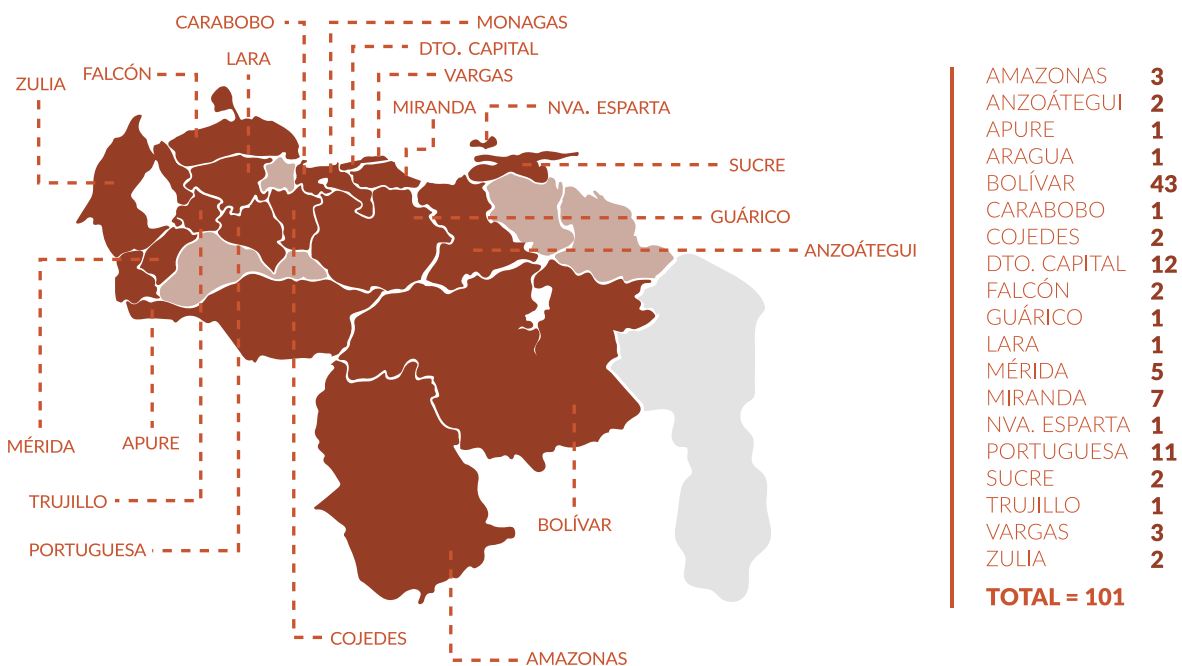 CARABOBO
MONAGAS
DTO. CAPITAL
LARA
VARGAS
FALCÓN
ZULIA
MIRANDA
NVA. ESPARTA
SUCRE
GUÁRICO
ANZOÁTEGUI
MÉRIDA
APURE
TRUJILLO
BOLÍVAR
PORTUGUESA
COJEDES
AMAZONAS
AMAZONAS 3
ANZOÁTEGUI 2
APURE 1
ARAGUA 1
BOLÍVAR 43
CARABOBO 1
COJEDES 2
DTO. CAPITAL 12
FALCÓN 2
GUÁRICO 1
LARA 1
MÉRIDA 5
MIRANDA 7
NVA. ESPARTA 1
PORTUGUESA 11
SUCRE 2
TRUJILLO 1
VARGAS 3
ZULIA 2
TOTAL = 101